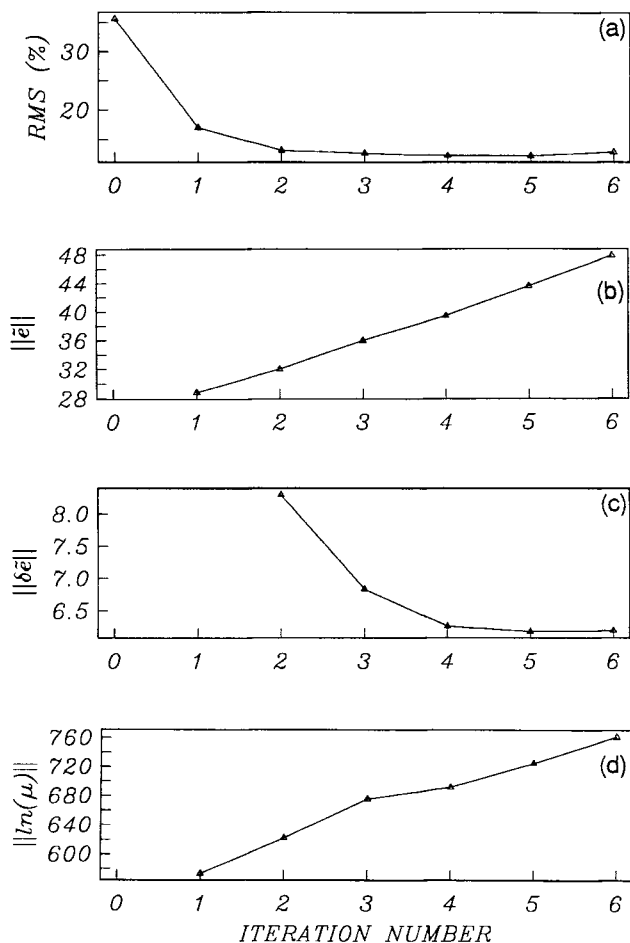 (a)
RMS (%)
30
20
0 1 2 3 4 5 6
(b)
||ẽ||
48
44
40
36
32
28
0 1 2 3 4 5 6
(c)
||δẽ||
8.0
7.5
7.0
6.5
0 1 2 3 4 5 6
(d)
||ln(μ)||
760
720
680
640
600
0 1 2 3 4 5 6
ITERATION NUMBER